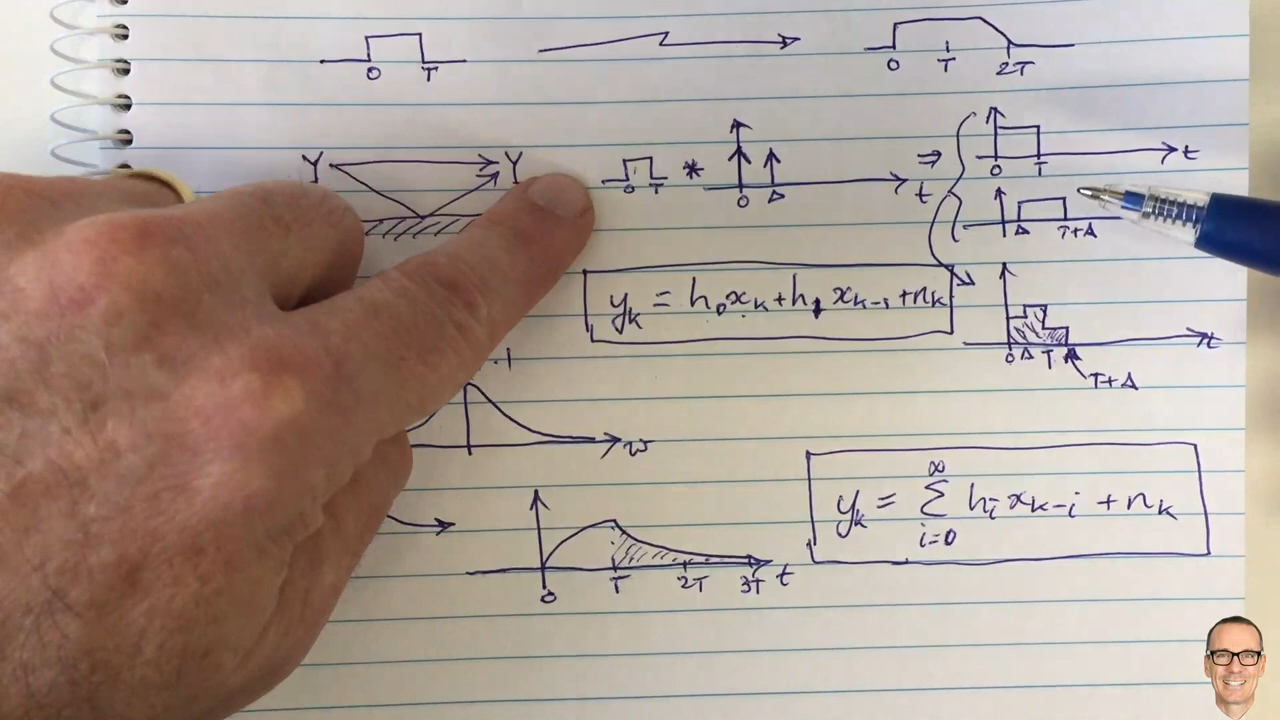 0 T
0 T 2T
Y Y
0 T * 0 Δ t ⇒
0 T t
Δ T+Δ
y_k = h_0 x_k + h_1 x_{k-1} + n_k
0 Δ T t
T+Δ
w
y_k = ∑_{i=0}^{∞} h_i x_{k-i} + n_k
0 T 2T 3T t